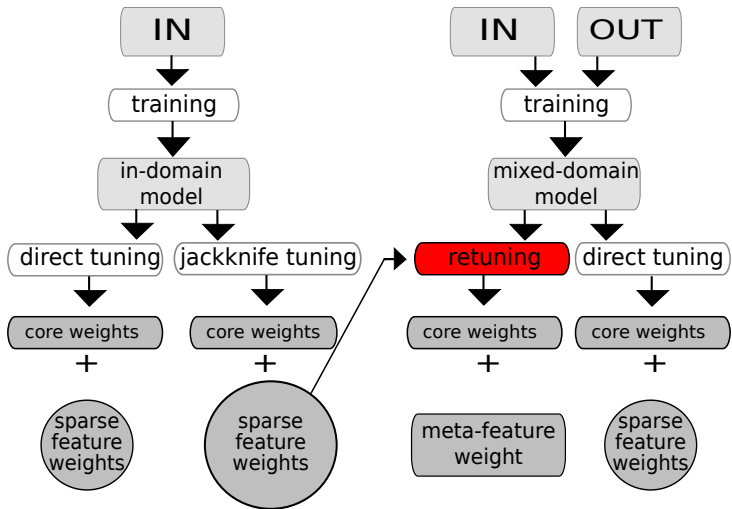 IN
IN
OUT
training
training
in-domain
model
mixed-domain
model
direct tuning
jackknife tuning
retuning
direct tuning
core weights
core weights
core weights
core weights
+
+
+
+
sparse
feature
weights
sparse
feature
weights
meta-feature
weight
sparse
feature
weights